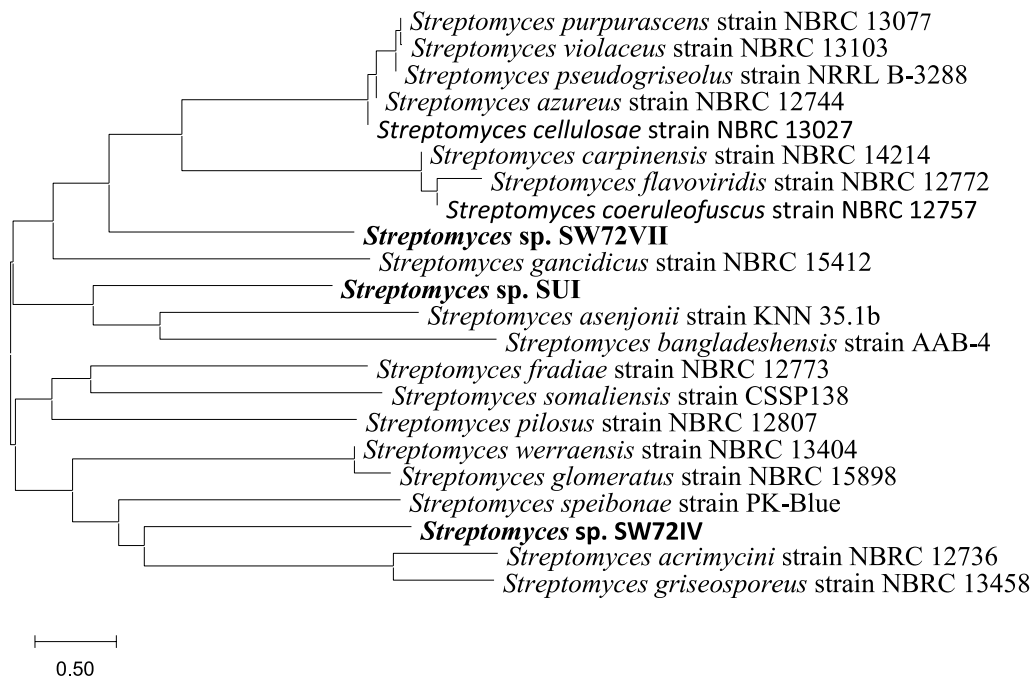 Streptomyces purpurascens strain NBRC 13077
Streptomyces violaceus strain NBRC 13103
Streptomyces pseudogriseolus strain NRRL B-3288
Streptomyces azureus strain NBRC 12744
Streptomyces cellulosae strain NBRC 13027
Streptomyces carpinensis strain NBRC 14214
Streptomyces flavoviridis strain NBRC 12772
Streptomyces coeruleofuscus strain NBRC 12757
Streptomyces sp. SW72VII
Streptomyces gancidicus strain NBRC 15412
Streptomyces sp. SUI
Streptomyces asenjonii strain KNN 35.1b
Streptomyces bangladeshensis strain AAB-4
Streptomyces fradiae strain NBRC 12773
Streptomyces somaliensis strain CSSP138
Streptomyces pilosus strain NBRC 12807
Streptomyces werraensis strain NBRC 13404
Streptomyces glomeratus strain NBRC 15898
Streptomyces speibonae strain PK-Blue
Streptomyces sp. SW72IV
Streptomyces acrimycini strain NBRC 12736
Streptomyces griseosporeus strain NBRC 13458
0.50